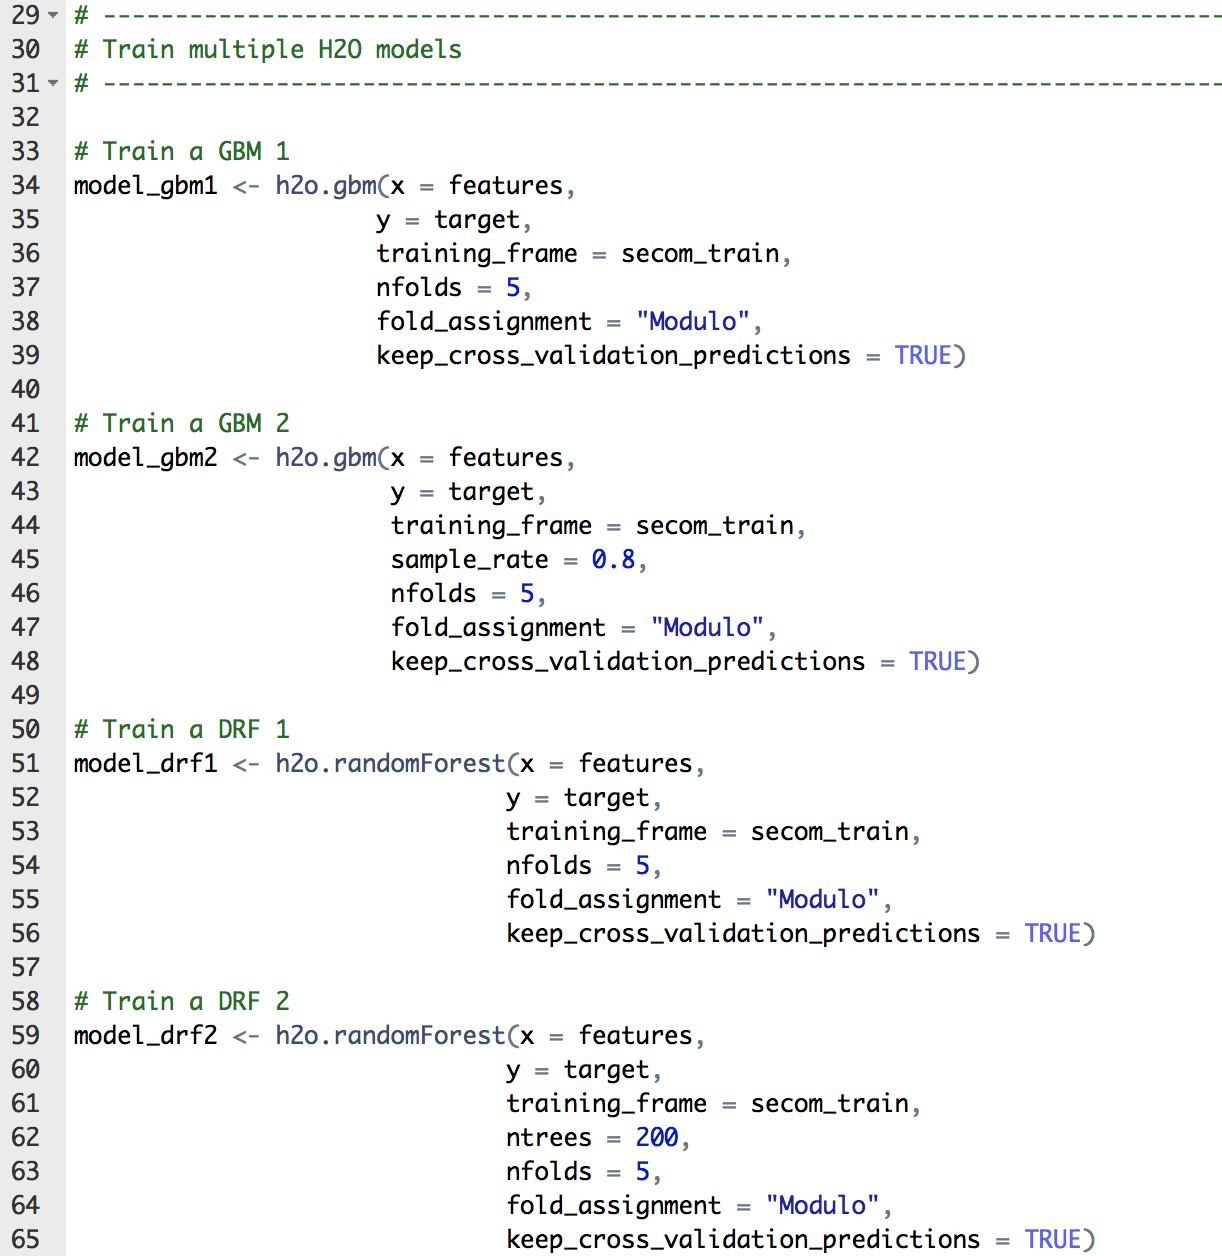 29 # ------------------------------------------------------------------------------
30 # Train multiple H2O models
31 # ------------------------------------------------------------------------------
32
33 # Train a GBM 1
34 model_gbm1 <- h2o.gbm(x = features,
35                      y = target,
36                      training_frame = secom_train,
37                      nfolds = 5,
38                      fold_assignment = "Modulo",
39                      keep_cross_validation_predictions = TRUE)
40
41 # Train a GBM 2
42 model_gbm2 <- h2o.gbm(x = features,
43                       y = target,
44                       training_frame = secom_train,
45                       sample_rate = 0.8,
46                       nfolds = 5,
47                       fold_assignment = "Modulo",
48                       keep_cross_validation_predictions = TRUE)
49
50 # Train a DRF 1
51 model_drf1 <- h2o.randomForest(x = features,
52                               y = target,
53                               training_frame = secom_train,
54                               nfolds = 5,
55                               fold_assignment = "Modulo",
56                               keep_cross_validation_predictions = TRUE)
57
58 # Train a DRF 2
59 model_drf2 <- h2o.randomForest(x = features,
60                               y = target,
61                               training_frame = secom_train,
62                               ntrees = 200,
63                               nfolds = 5,
64                               fold_assignment = "Modulo",
65                               keep_cross_validation_predictions = TRUE)